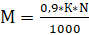 M = 0,9*K*N / 1000